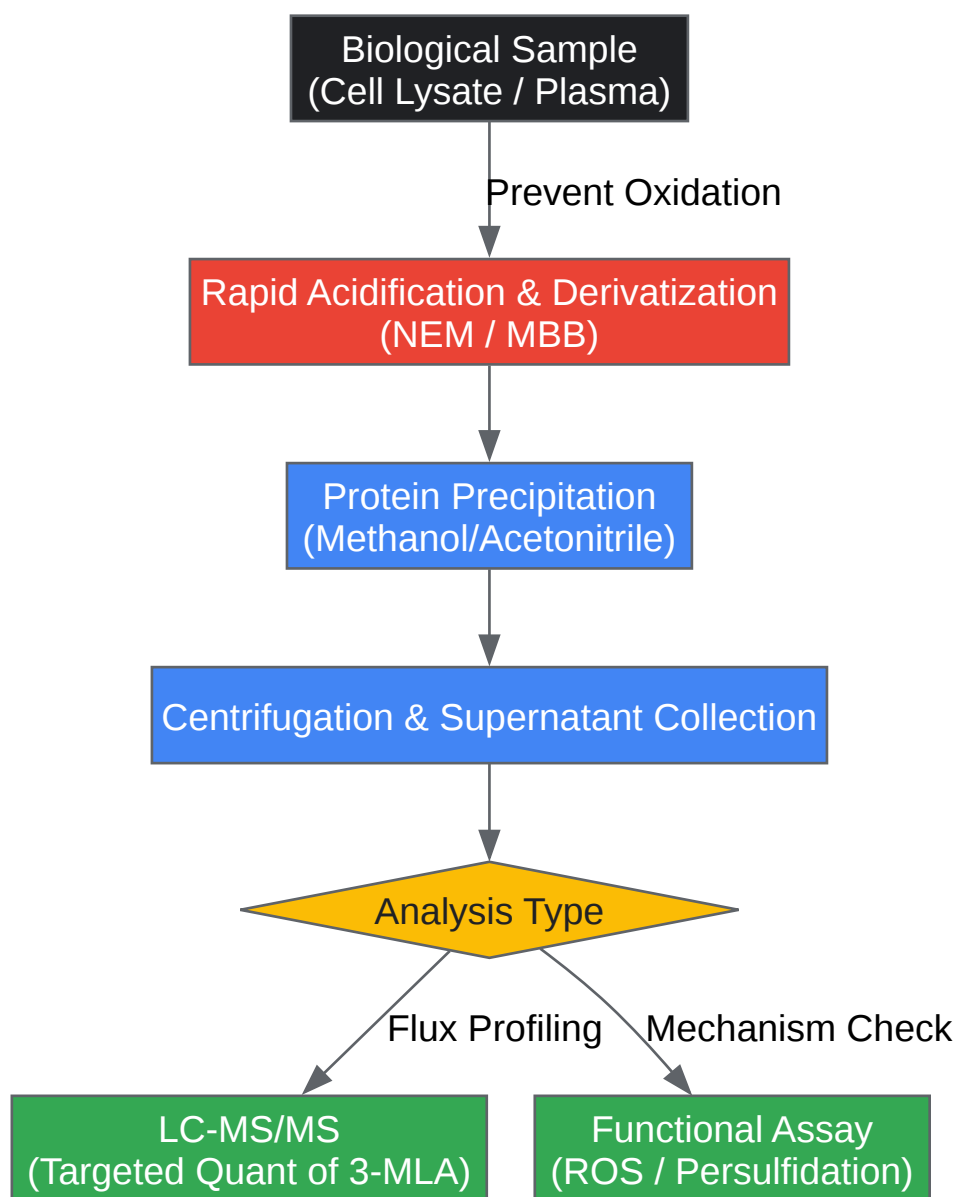 Biological Sample
(Cell Lysate / Plasma)
Prevent Oxidation
Rapid Acidification & Derivatization
(NEM / MBB)
Protein Precipitation
(Methanol/Acetonitrile)
Centrifugation & Supernatant Collection
Analysis Type
Flux Profiling
Mechanism Check
LC-MS/MS
(Targeted Quant of 3-MLA)
Functional Assay
(ROS / Persulfidation)